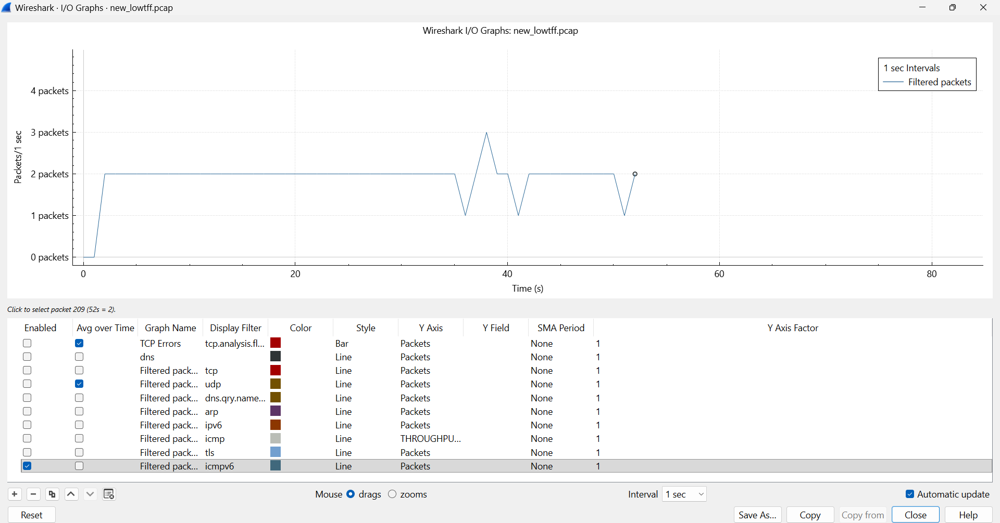 Wireshark · I/O Graphs · new_lowtff.pcap
Wireshark I/O Graphs: new_lowtff.pcap
1 sec Intervals
Filtered packets
4 packets
3 packets
2 packets
1 packets
0 packets
Packets/1 sec
0 20 40 60 80
Time (s)
Click to select packet 209 (52s = 2).
Enabled Avg over Time Graph Name Display Filter Color Style Y Axis Y Field SMA Period Y Axis Factor
TCP Errors tcp.analysis.fl... Bar Packets None 1
dns Line Packets None 1
Filtered pack... tcp Line Packets None 1
Filtered pack... udp Line Packets None 1
Filtered pack... dns.qry.name... Line Packets None 1
Filtered pack... arp Line Packets None 1
Filtered pack... ipv6 Line Packets None 1
Filtered pack... icmp Line THROUGHPU... None 1
Filtered pack... tls Line Packets None 1
Filtered pack... icmpv6 Line Packets None 1
Mouse drags zooms Interval 1 sec Automatic update
Reset Save As... Copy Copy from Close Help